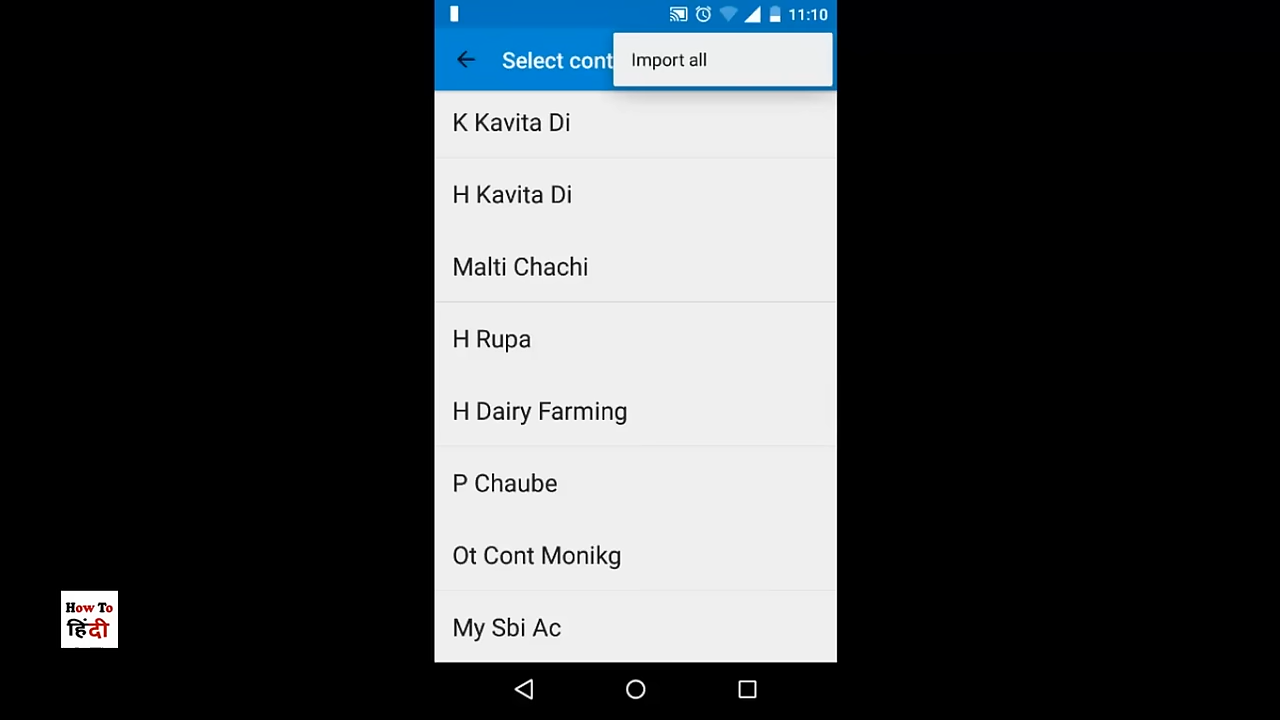 11:10
Select cont
Import all
K Kavita Di
H Kavita Di
Malti Chachi
H Rupa
H Dairy Farming
P Chaube
Ot Cont Monikg
My Sbi Ac
How To
हिंदी